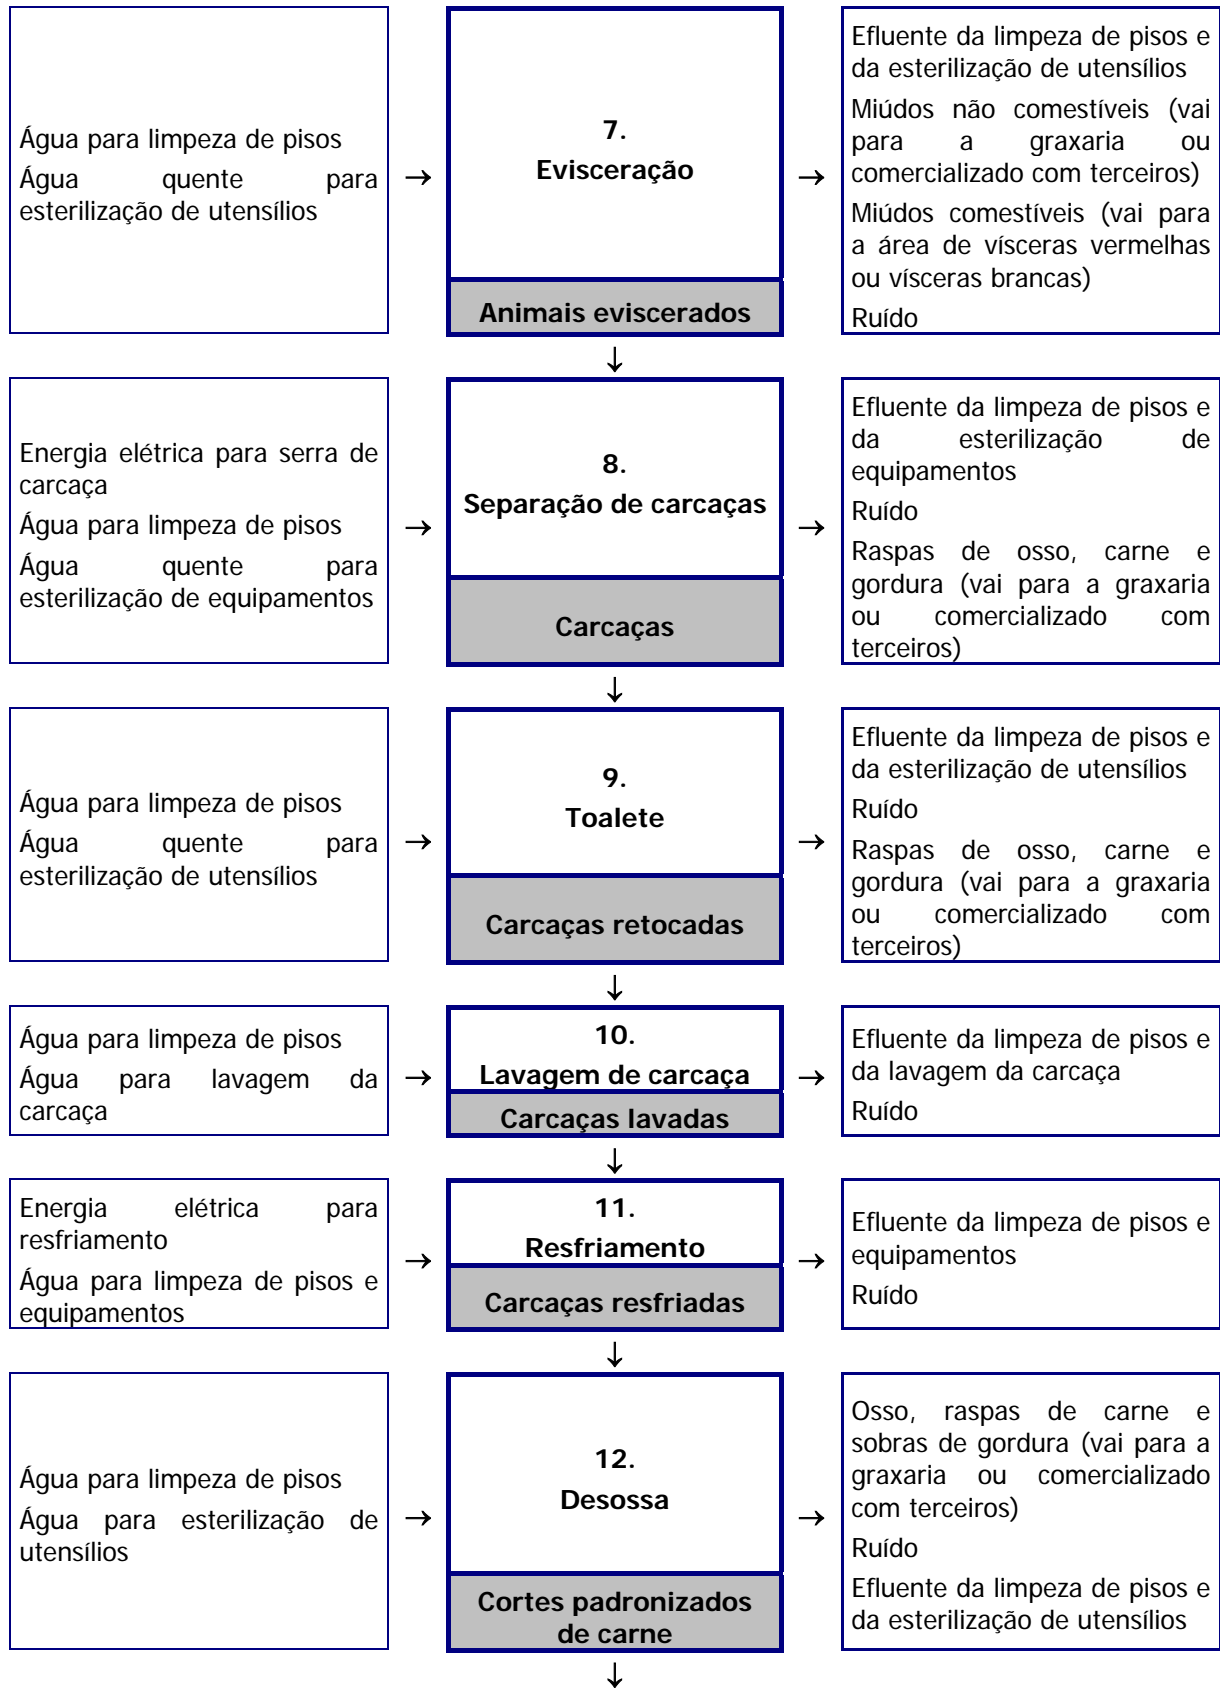 Água para limpeza de pisos
Água quente para
esterilização de utensílios
→
7.
Evisceração
Animais eviscerados
→
Efluente da limpeza de pisos e
da esterilização de utensílios
Miúdos não comestíveis (vai
para a graxaria ou
comercializado com terceiros)
Miúdos comestíveis (vai para
a área de vísceras vermelhas
ou vísceras brancas)
Ruído
↓
Energia elétrica para serra de
carcaça
Água para limpeza de pisos
Água quente para
esterilização de equipamentos
→
8.
Separação de carcaças
Carcaças
→
Efluente da limpeza de pisos e
da esterilização de
equipamentos
Ruído
Raspas de osso, carne e
gordura (vai para a graxaria
ou comercializado com
terceiros)
↓
Água para limpeza de pisos
Água quente para
esterilização de utensílios
→
9.
Toalete
Carcaças retocadas
→
Efluente da limpeza de pisos e
da esterilização de utensílios
Ruído
Raspas de osso, carne e
gordura (vai para a graxaria
ou comercializado com
terceiros)
↓
Água para limpeza de pisos
Água para lavagem da
carcaça
→
10.
Lavagem de carcaça
Carcaças lavadas
→
Efluente da limpeza de pisos e
da lavagem da carcaça
Ruído
↓
Energia elétrica para
resfriamento
Água para limpeza de pisos e
equipamentos
→
11.
Resfriamento
Carcaças resfriadas
→
Efluente da limpeza de pisos e
equipamentos
Ruído
↓
Água para limpeza de pisos
Água para esterilização de
utensílios
→
12.
Desossa
Cortes padronizados
de carne
→
Osso, raspas de carne e
sobras de gordura (vai para a
graxaria ou comercializado
com terceiros)
Ruído
Efluente da limpeza de pisos e
da esterilização de utensílios
↓